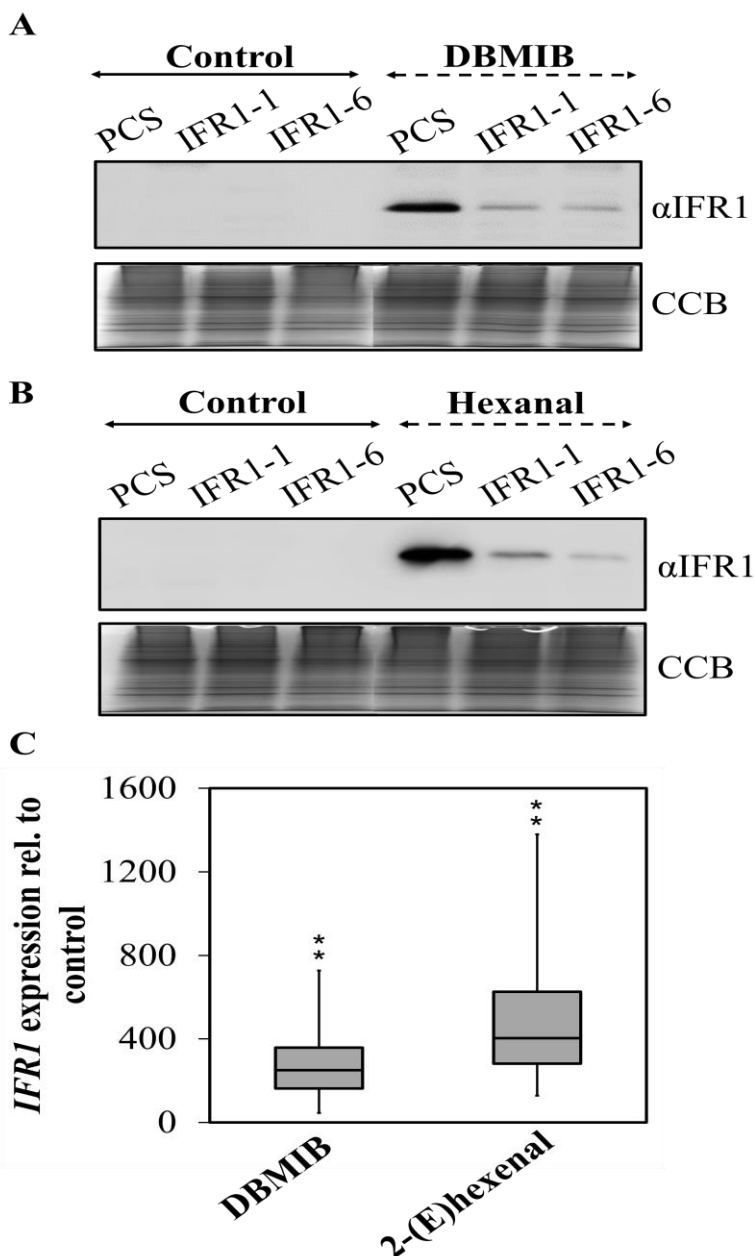 A
Control DBMIB
PCS IFR1-1 IFR1-6 PCS IFR1-1 IFR1-6
αIFR1
CCB
B
Control Hexanal
PCS IFR1-1 IFR1-6 PCS IFR1-1 IFR1-6
αIFR1
CCB
C
IFR1 expression rel. to
control
1600
1200
800
400
0
**
**
DBMIB
2-(E)hexenal